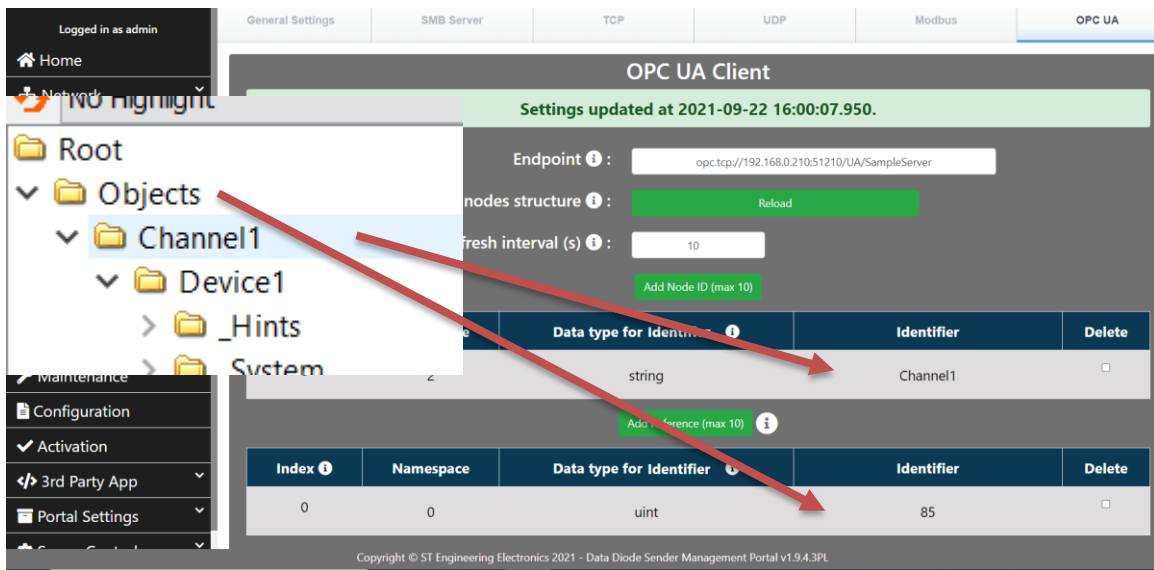 Logged in as admin
General Settings SMB Server TCP UDP Modbus OPC UA
Home
Network
No Highlight
Root
Objects
Channel1
Device1
_Hints
_System
OPC UA Client
Settings updated at 2021-09-22 16:00:07.950.
Endpoint : opc.tcp://192.168.0.210:51210/UA/SampleServer
nodes structure : Reload
fresh interval (s) : 10
Add Node ID (max 10)
e Data type for Identifier Identifier Delete
2 string Channel1
Add Reference (max 10)
Index Namespace Data type for Identifier Identifier Delete
0 0 uint 85
Maintenance
Configuration
Activation
3rd Party App
Portal Settings
Copyright © ST Engineering Electronics 2021 - Data Diode Sender Management Portal v1.9.4.3PL